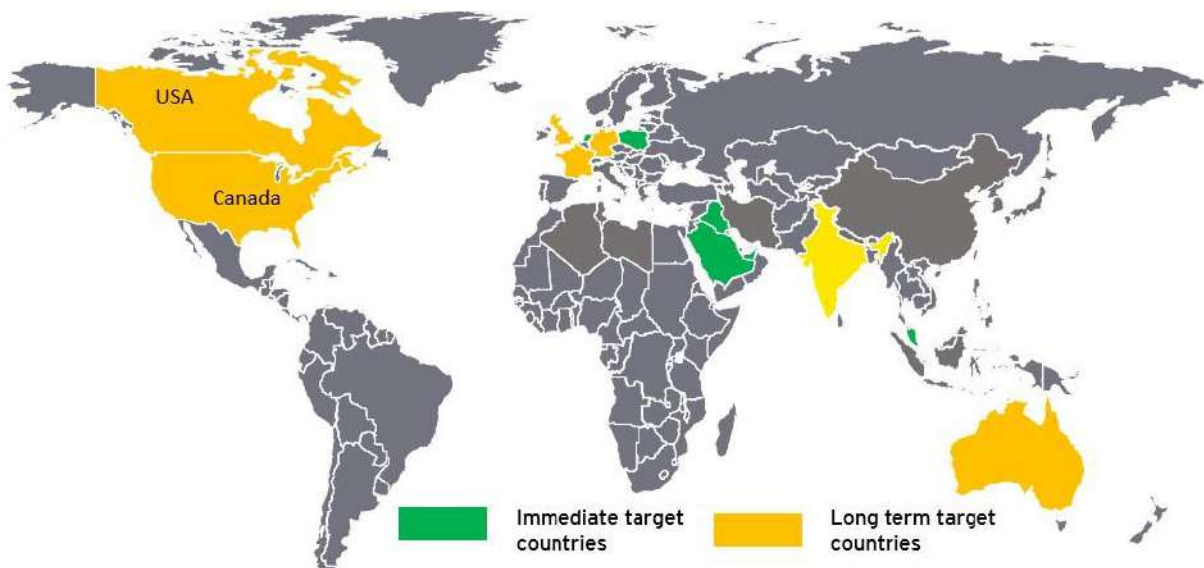 USA
Canada
Immediate target
countries
Long term target
countries